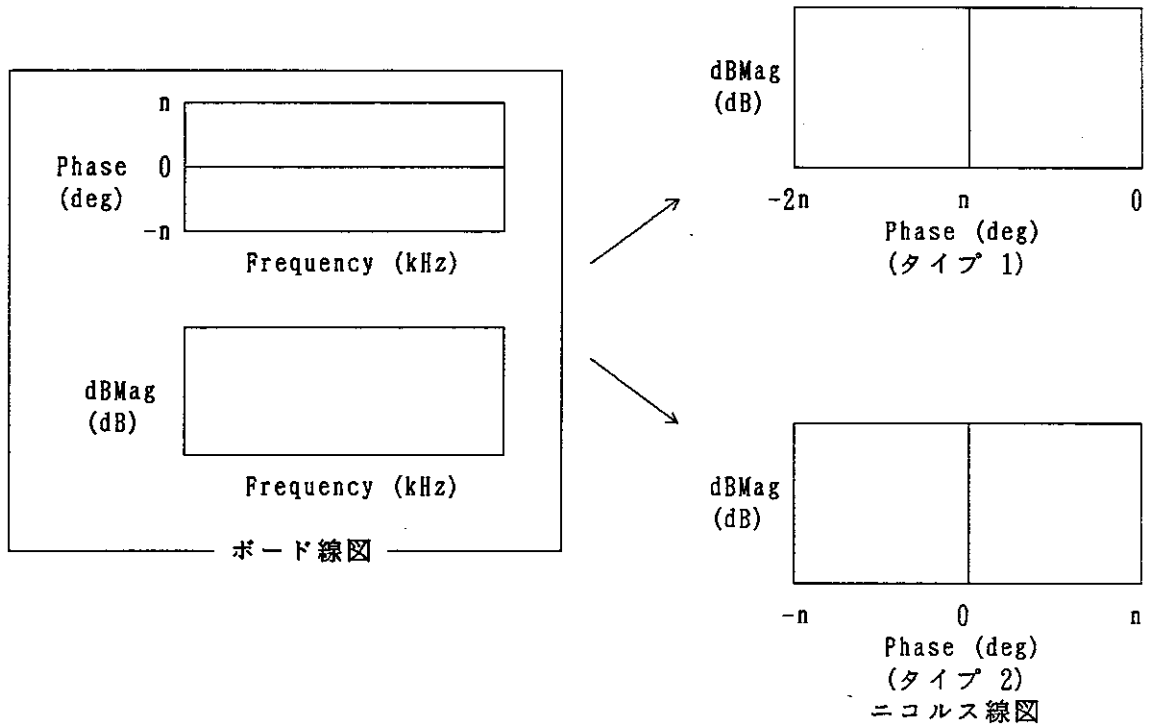 n
Phase 0
(deg)
-n
Frequency (kHz)
dBMag
(dB)
Frequency (kHz)
ボード線図
dBMag
(dB)
-2n n 0
Phase (deg)
(タイプ 1)
dBMag
(dB)
-n 0 n
Phase (deg)
(タイプ 2)
ニコルス線図